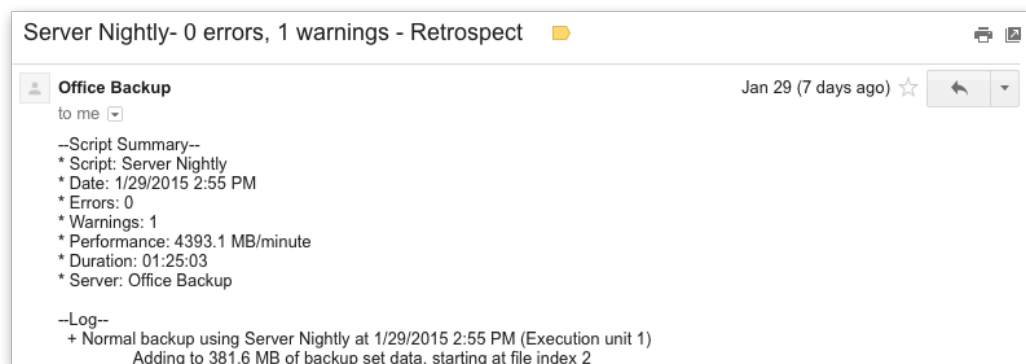 Server Nightly- 0 errors, 1 warnings - Retrospect
Office Backup
Jan 29 (7 days ago)
to me
--Script Summary--
* Script: Server Nightly
* Date: 1/29/2015 2:55 PM
* Errors: 0
* Warnings: 1
* Performance: 4393.1 MB/minute
* Duration: 01:25:03
* Server: Office Backup
--Log--
+ Normal backup using Server Nightly at 1/29/2015 2:55 PM (Execution unit 1)
Adding to 381.6 MB of backup set data, starting at file index 2